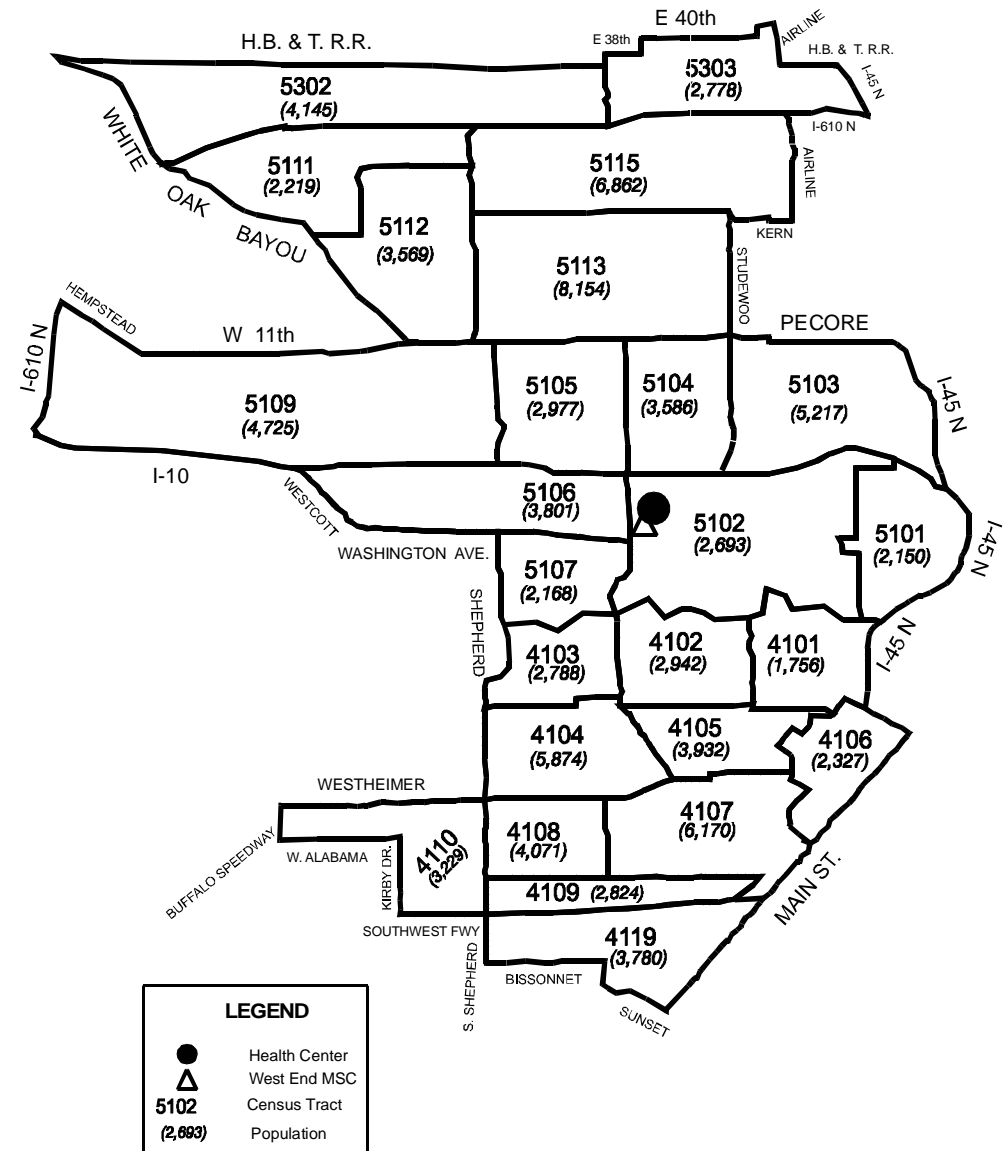 E 40th
AIRLINE
H.B. & T. R.R.
E 38th
H.B. & T. R.R.
I-45 N
5303
(2,778)
5302
(4,145)
I-610 N
WHITE
OAK
BAYOU
5111
(2,219)
5115
(6,862)
AIRLINE
5112
(3,569)
KERN
STUDEWOO
5113
(8,154)
HEMPSTEAD
I-610 N
W 11th
PECORE
5109
(4,725)
5105
(2,977)
5104
(3,586)
5103
(5,217)
I-45 N
I-10
WESTCOTT
5106
(3,801)
WASHINGTON AVE.
5102
(2,693)
5101
(2,150)
I-45 N
5107
(2,168)
SHEPHERD
4103
(2,788)
4102
(2,942)
4101
(1,756)
I-45 N
4104
(5,874)
4105
(3,932)
4106
(2,327)
WESTHEIMER
BUFFALO SPEEDWAY
W. ALABAMA
KIRBY DR.
4110
(3,229)
4108
(4,071)
4107
(6,170)
4109 (2,824)
MAIN ST.
SOUTHWEST FWY
4119
(3,780)
S. SHEPHERD
BISSONNET
SUNSET
LEGEND
Health Center
West End MSC
5102 Census Tract
(2,693) Population